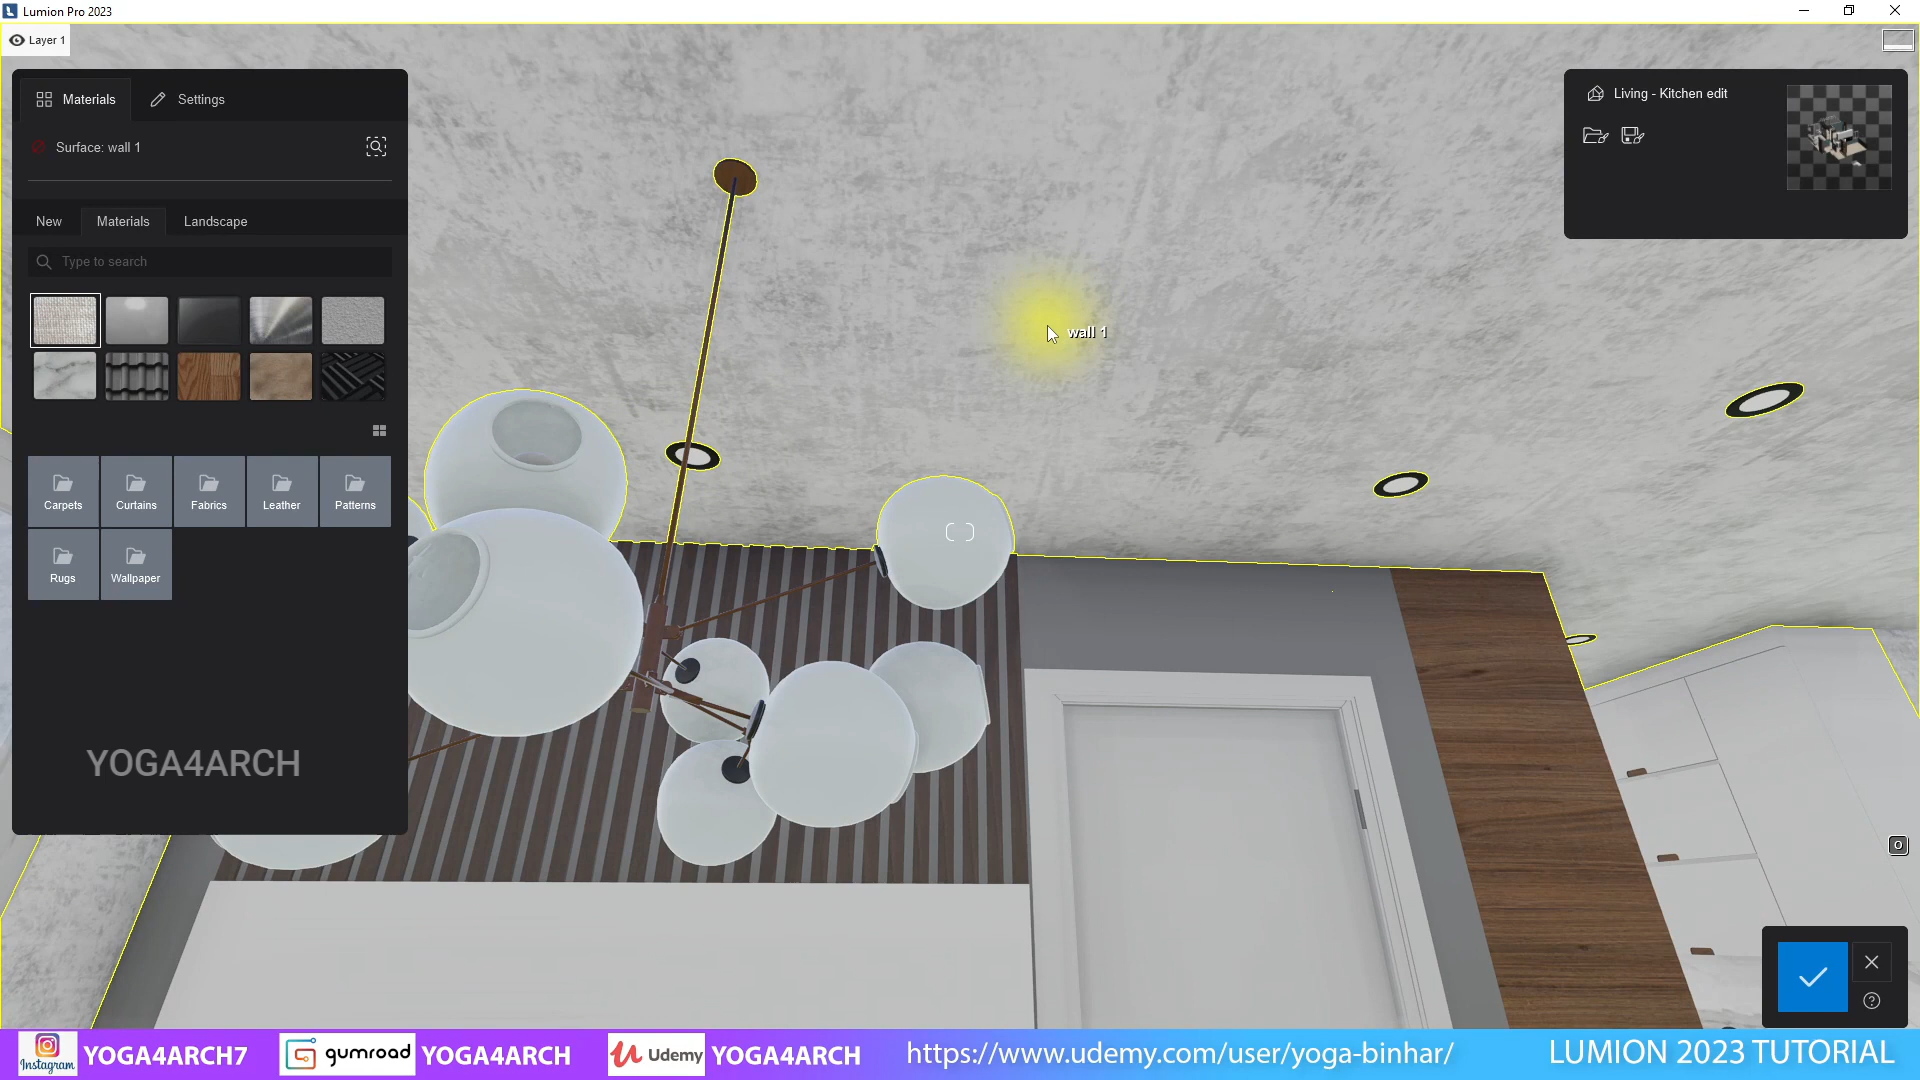 Lumion Pro 2023
Layer 1
Materials
Settings
Surface: wall 1
New
Materials
Landscape
Type to search
Carpets
Curtains
Fabrics
Leather
Patterns
Rugs
Wallpaper
YOGA4ARCH
wall 1
Living - Kitchen edit
O
Instagram
YOGA4ARCH7
gumroad
YOGA4ARCH
Udemy
YOGA4ARCH
https://www.udemy.com/user/yoga-binhar/
LUMION 2023 TUTORIAL